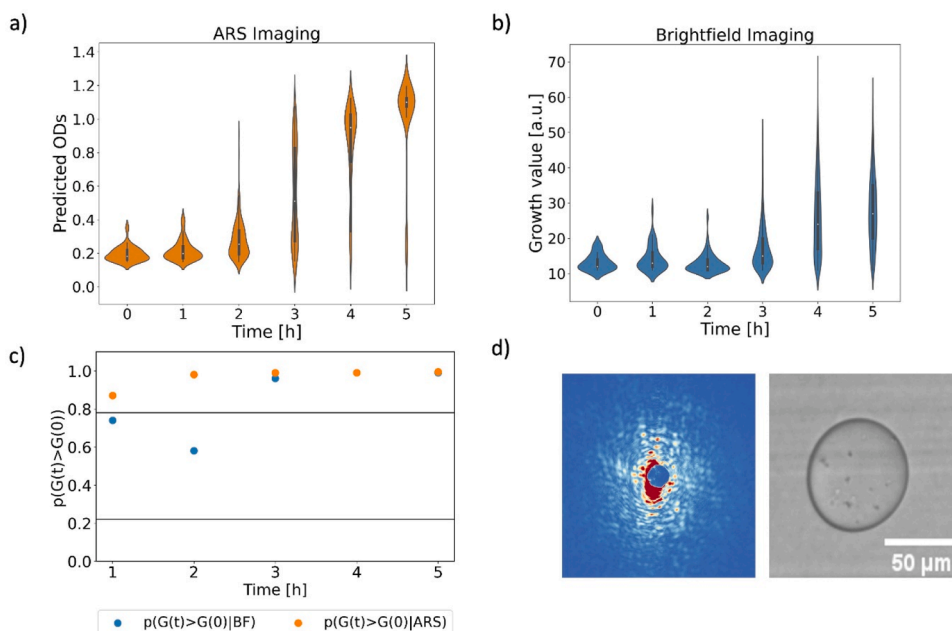 a)
ARS Imaging
Predicted ODs
1.4
1.2
1.0
0.8
0.6
0.4
0.2
0.0
0 1 2 3 4 5
Time [h]
b)
Brightfield Imaging
Growth value [a.u.]
70
60
50
40
30
20
10
0 1 2 3 4 5
Time [h]
c)
p(G(t)>G(0))
1.0
0.8
0.6
0.4
0.2
0.0
1 2 3 4 5
Time [h]
p(G(t)>G(0)|BF) p(G(t)>G(0)|ARS)
d)
50 µm